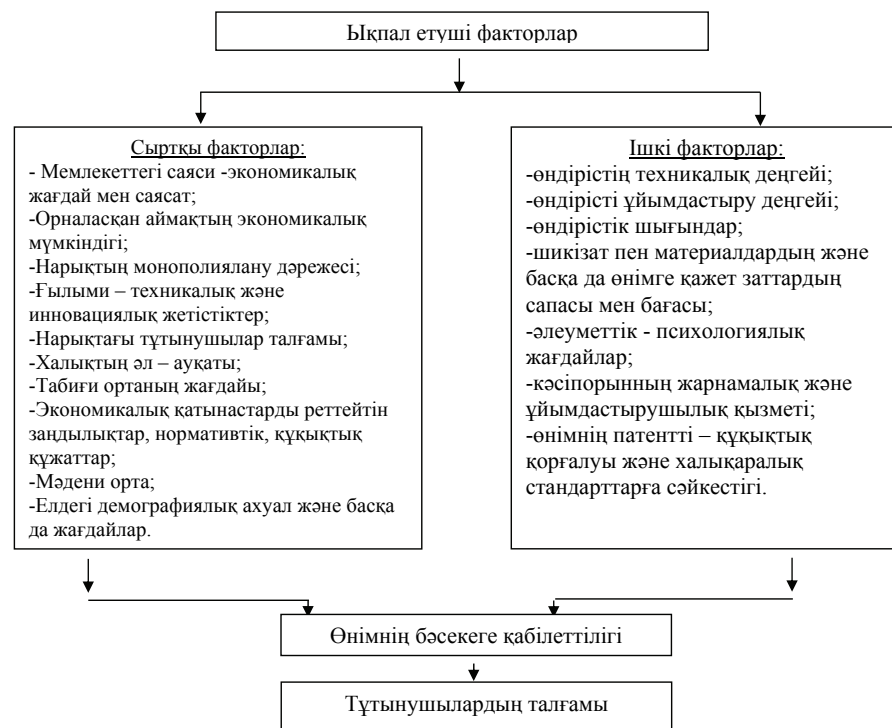 Ықпал етуші факторлар
Сыртқы факторлар:
- Мемлекеттегі саяси -экономикалық
жағдай мен саясат;
-Орналасқан аймақтың экономикалық
мүмкіндігі;
-Нарықтың монополиялану дәрежесі;
-Ғылыми – техникалық және
инновациялық жетістіктер;
-Нарықтағы тұтынушылар талғамы;
-Халықтың әл – ауқаты;
-Табиғи ортаның жағдайы;
-Экономикалық қатынастарды реттейтін
заңдылықтар, нормативтік, құқықтық
құжаттар;
-Мәдени орта;
-Елдегі демографиялық ахуал және басқа
да жағдайлар.
Ішкі факторлар:
-өндірістің техникалық деңгейі;
-өндірісті ұйымдастыру деңгейі;
-өндірістік шығындар;
-шикізат пен материалдардың және
басқа да өнімге қажет заттардың
сапасы мен бағасы;
-әлеуметтік - психологиялық
жағдайлар;
-кәсіпорынның жарнамалық және
ұйымдастырушылық қызметі;
-өнімнің патентті – құқықтық
қорғалуы және халықаралық
стандарттарға сәйкестігі.
Өнімнің бәсекеге қабілеттілігі
Тұтынушылардың талғамы